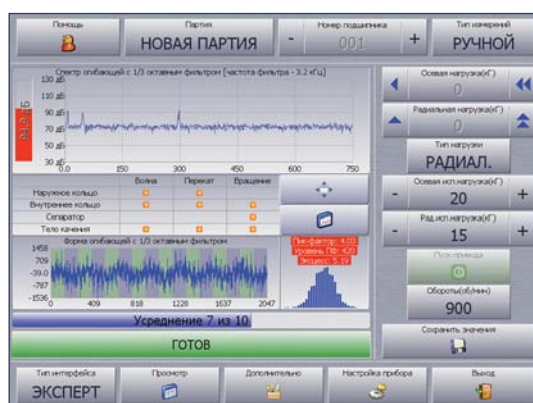 Помощь
Партия
Номер подшипника
Тип измерений
НОВАЯ ПАРТИЯ
-
001
+
РУЧНОЙ
Спектр огибающей с 1/3 октавным фильтром [частота фильтра - 3.2 кГц]
130 дБ
110 дБ
90 дБ
70 дБ
50 дБ
30 дБ
0.0 150 300 450 600 750
Волна Перекат Вращение
Наружное кольцо
Внутреннее кольцо
Сепаратор
Тело качения
Форма огибающей с 1/3 октавным фильтром
1458
709
-39.0
-787
-1536
0 409 818 1228 1637 2047
Пик-фактор: 4.03
Уровень ПФ: 420
Эксцесс: 5.19
Усреднение 7 из 10
ГОТОВ
Осевая нагрузка(кГ)
0
Радиальная нагрузка(кГ)
0
Тип нагрузки
РАДИАЛ.
Осевая исп.нагрузка(кГ)
- 20 +
Рад.исп.нагрузка(кГ)
- 15 +
Пуск привода
Обороты(об/мин)
900
Сохранить значения
Тип интерфейса
ЭКСПЕРТ
Просмотр
Дополнительно
Настройка прибора
Выход